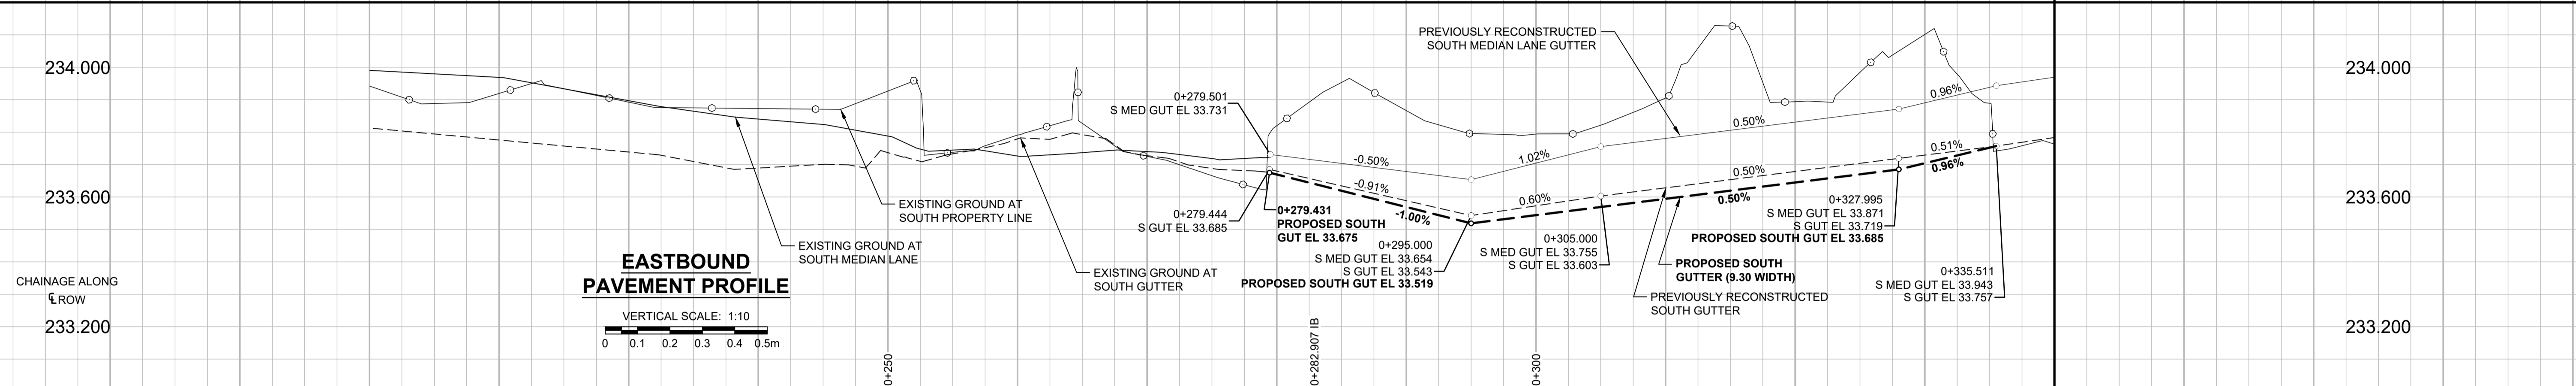 234.000
233.600
233.200
CHAINAGE ALONG
℄ ROW
EASTBOUND
PAVEMENT PROFILE
VERTICAL SCALE: 1:10
0 0.1 0.2 0.3 0.4 0.5m
EXISTING GROUND AT
SOUTH MEDIAN LANE
EXISTING GROUND AT
SOUTH PROPERTY LINE
0+250
EXISTING GROUND AT
SOUTH GUTTER
0+279.501
S MED GUT EL 33.731
0+279.444
S GUT EL 33.685
0+279.431
PROPOSED SOUTH
GUT EL 33.675
0+282.907 IB
-0.50%
-0.91%
-1.00%
0+295.000
S MED GUT EL 33.654
S GUT EL 33.543
PROPOSED SOUTH GUT EL 33.519
PREVIOUSLY RECONSTRUCTED
SOUTH MEDIAN LANE GUTTER
1.02%
0.60%
0+300
0+305.000
S MED GUT EL 33.755
S GUT EL 33.603
0.50%
0.50%
0.50%
PROPOSED SOUTH
GUTTER (9.30 WIDTH)
PREVIOUSLY RECONSTRUCTED
SOUTH GUTTER
0+327.995
S MED GUT EL 33.871
S GUT EL 33.719
PROPOSED SOUTH GUT EL 33.685
0.96%
0.51%
0.96%
0+335.511
S MED GUT EL 33.943
S GUT EL 33.757
234.000
233.600
233.200